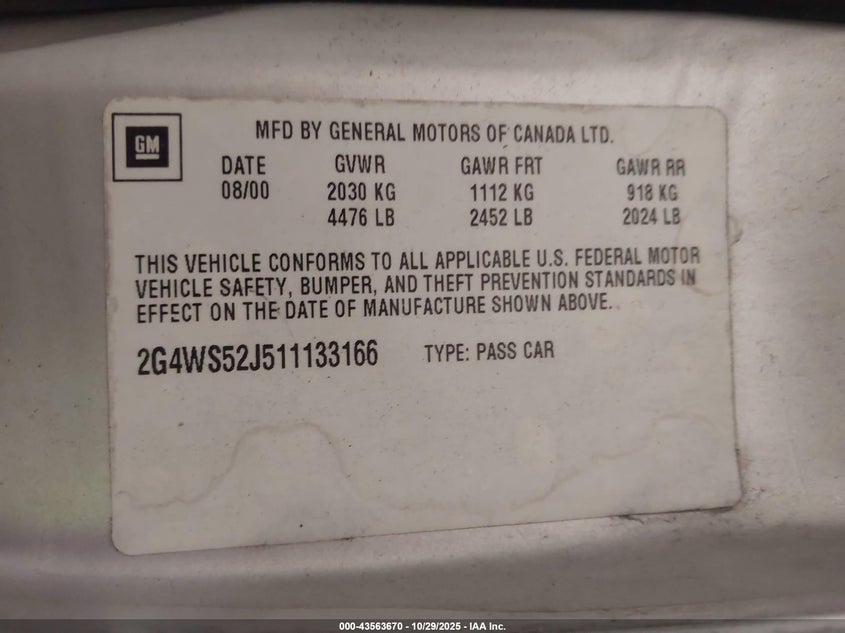 GM
MFD BY GENERAL MOTORS OF CANADA LTD.
DATE GVWR GAWR FRT GAWR RR
08/00 2030 KG 1112 KG 918 KG
4476 LB 2452 LB 2024 LB
THIS VEHICLE CONFORMS TO ALL APPLICABLE U.S. FEDERAL MOTOR
VEHICLE SAFETY, BUMPER, AND THEFT PREVENTION STANDARDS IN
EFFECT ON THE DATE OF MANUFACTURE SHOWN ABOVE.
2G4WS52J511133166 TYPE: PASS CAR
000-43563670 - 10/29/2025 - IAA Inc.